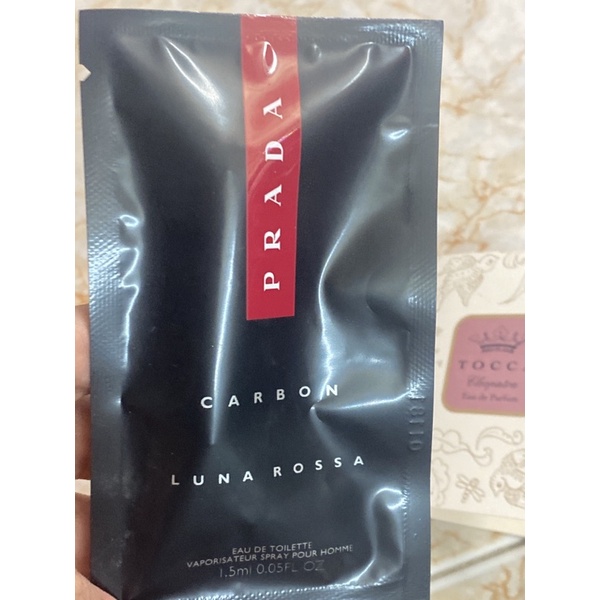 PRADA
CARBON
LUNA ROSSA
EAU DE TOILETTE
VAPORISATEUR SPRAY POUR HOMME
1.5ml 0.05FL OZ
TOCCA
Cleopatra
Eau de Parfum